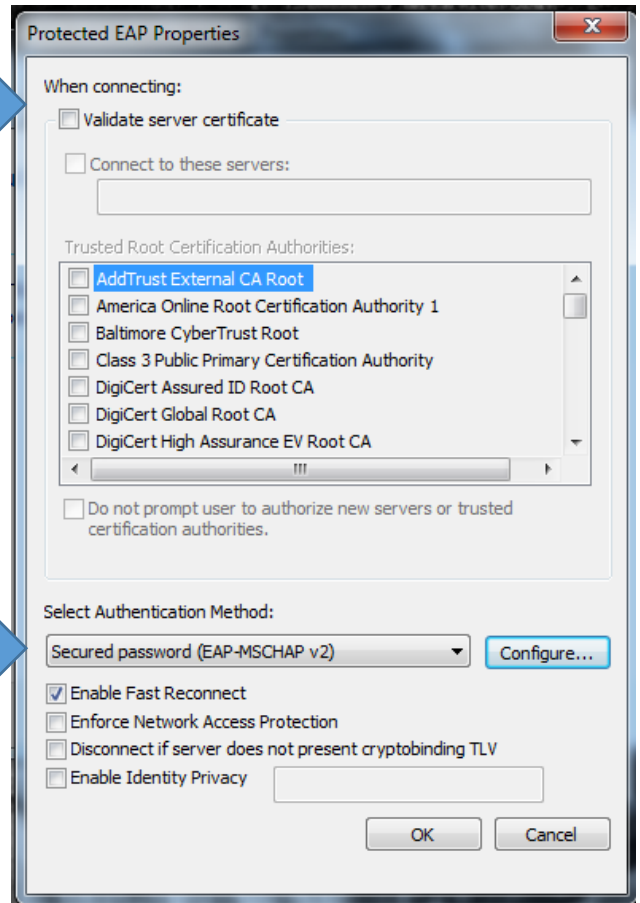 Protected EAP Properties
When connecting:
Validate server certificate
Connect to these servers:
Trusted Root Certification Authorities:
AddTrust External CA Root
America Online Root Certification Authority 1
Baltimore CyberTrust Root
Class 3 Public Primary Certification Authority
DigiCert Assured ID Root CA
DigiCert Global Root CA
DigiCert High Assurance EV Root CA
Do not prompt user to authorize new servers or trusted
certification authorities.
Select Authentication Method:
Secured password (EAP-MSCHAP v2) Configure...
Enable Fast Reconnect
Enforce Network Access Protection
Disconnect if server does not present cryptobinding TLV
Enable Identity Privacy
OK Cancel